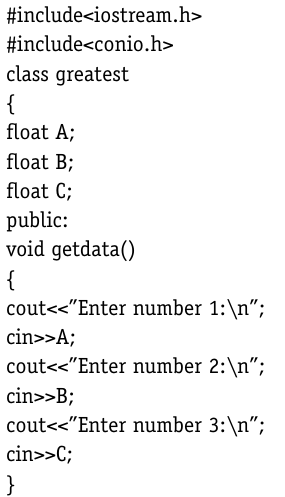 #include<iostream.h>
#include<conio.h>
class greatest
{
float A;
float B;
float C;
public:
void getdata()
{
cout<<”Enter number 1:\n”;
cin>>A;
cout<<”Enter number 2:\n”;
cin>>B;
cout<<”Enter number 3:\n”;
cin>>C;
}